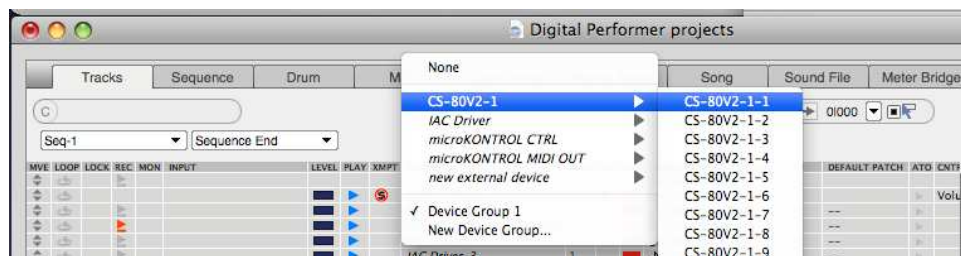 Digital Performer projects
Tracks Sequence Drum M Song Sound File Meter Bridge
None
CS-80V2-1 CS-80V2-1-1
C 01000
IAC Driver CS-80V2-1-2
Seq-1 Sequence End microKONTROL CTRL CS-80V2-1-3
microKONTROL MIDI OUT CS-80V2-1-4
MVE LOOP LOCK REC MON INPUT LEVEL PLAY XMPT DEFAULT PATCH ATO CNTR
new external device CS-80V2-1-5
S CS-80V2-1-6 Volu
✓ Device Group 1 CS-80V2-1-7 --
New Device Group... CS-80V2-1-8 --
IAC Driver-3 1 CS-80V2-1-9 --